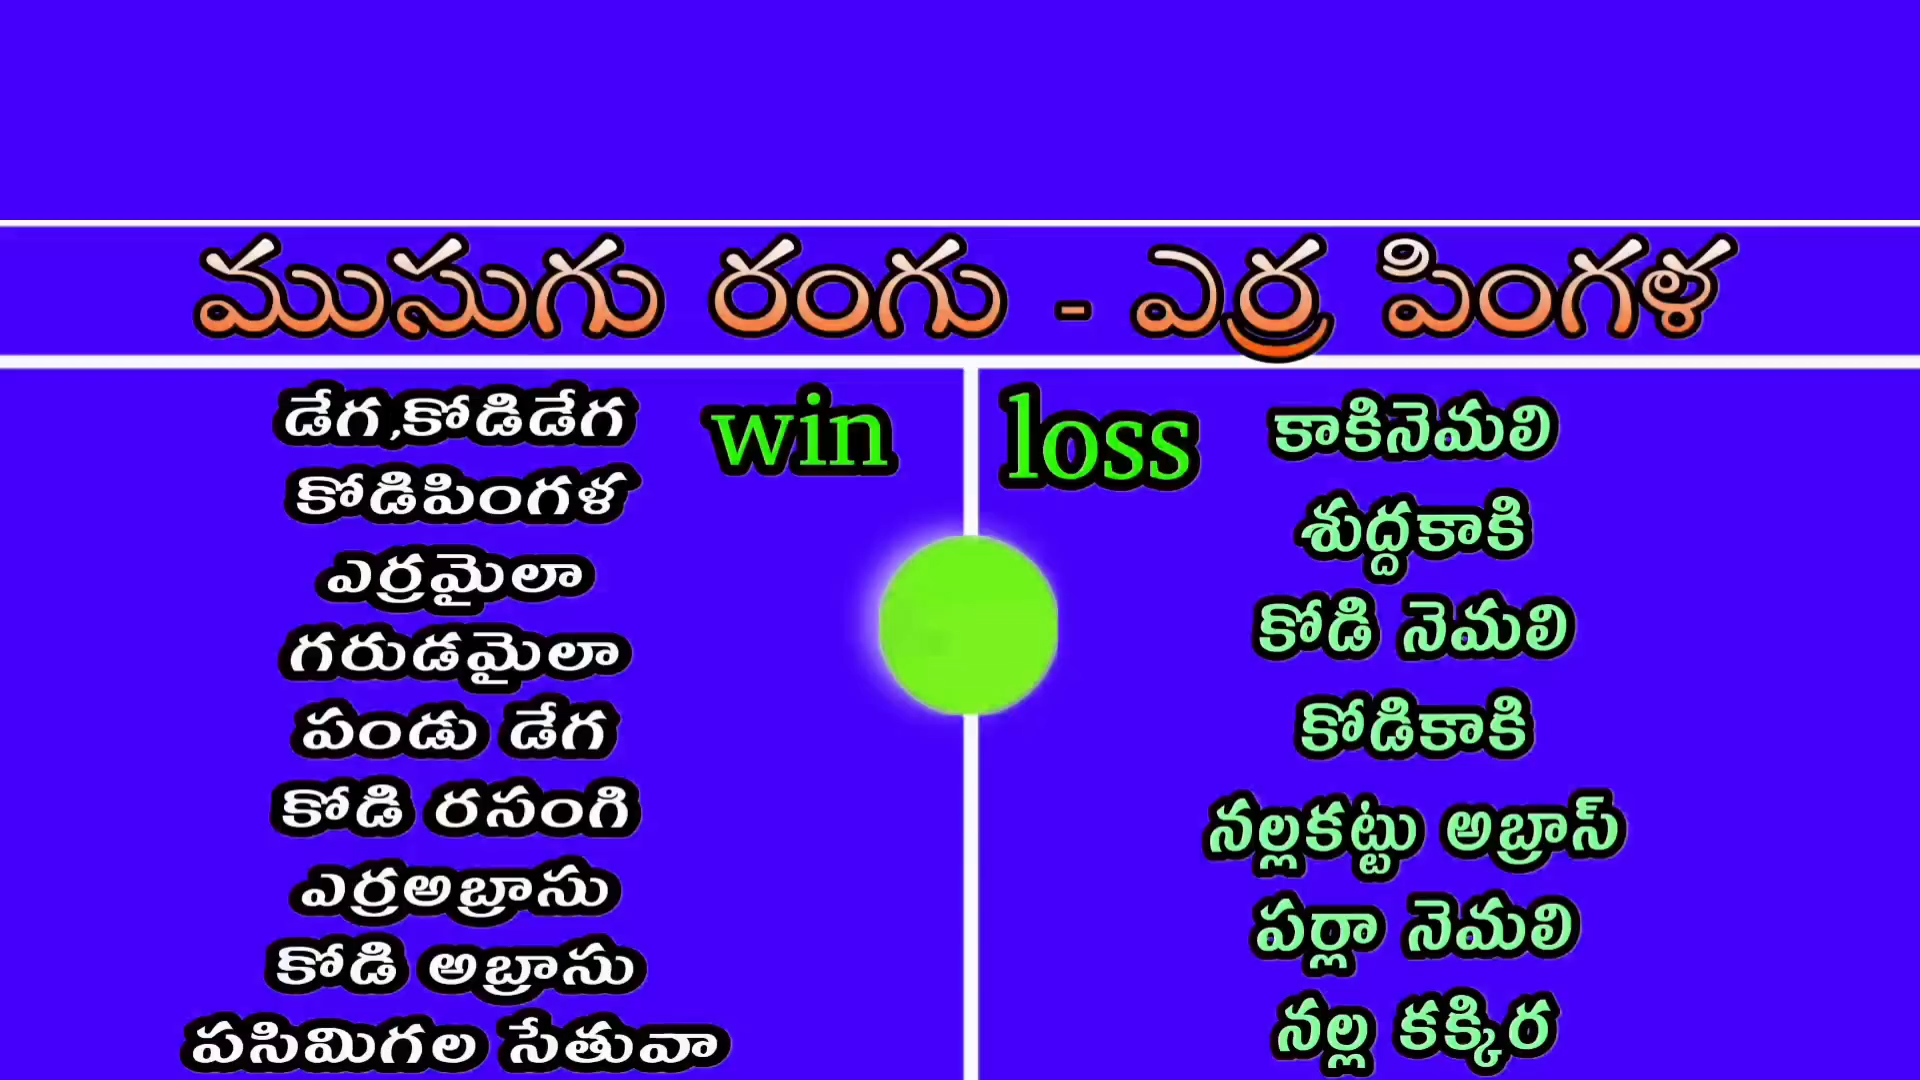 ముసుగు రంగు - ఎర్ర పింగళ
win
డేగ,కోడిడేగ
కోడిపింగళ
ఎర్రమైలా
గరుడమైలా
పండు డేగ
కోడి రసంగి
ఎర్రఅబ్రాసు
కోడి అబ్రాసు
పసిమిగల సేతువా
loss
కాకినెమలి
శుద్దకాకి
కోడి నెమలి
కోడికాకి
నల్లకట్టు అబ్రాస్
పర్లా నెమలి
నల్ల కక్కిర